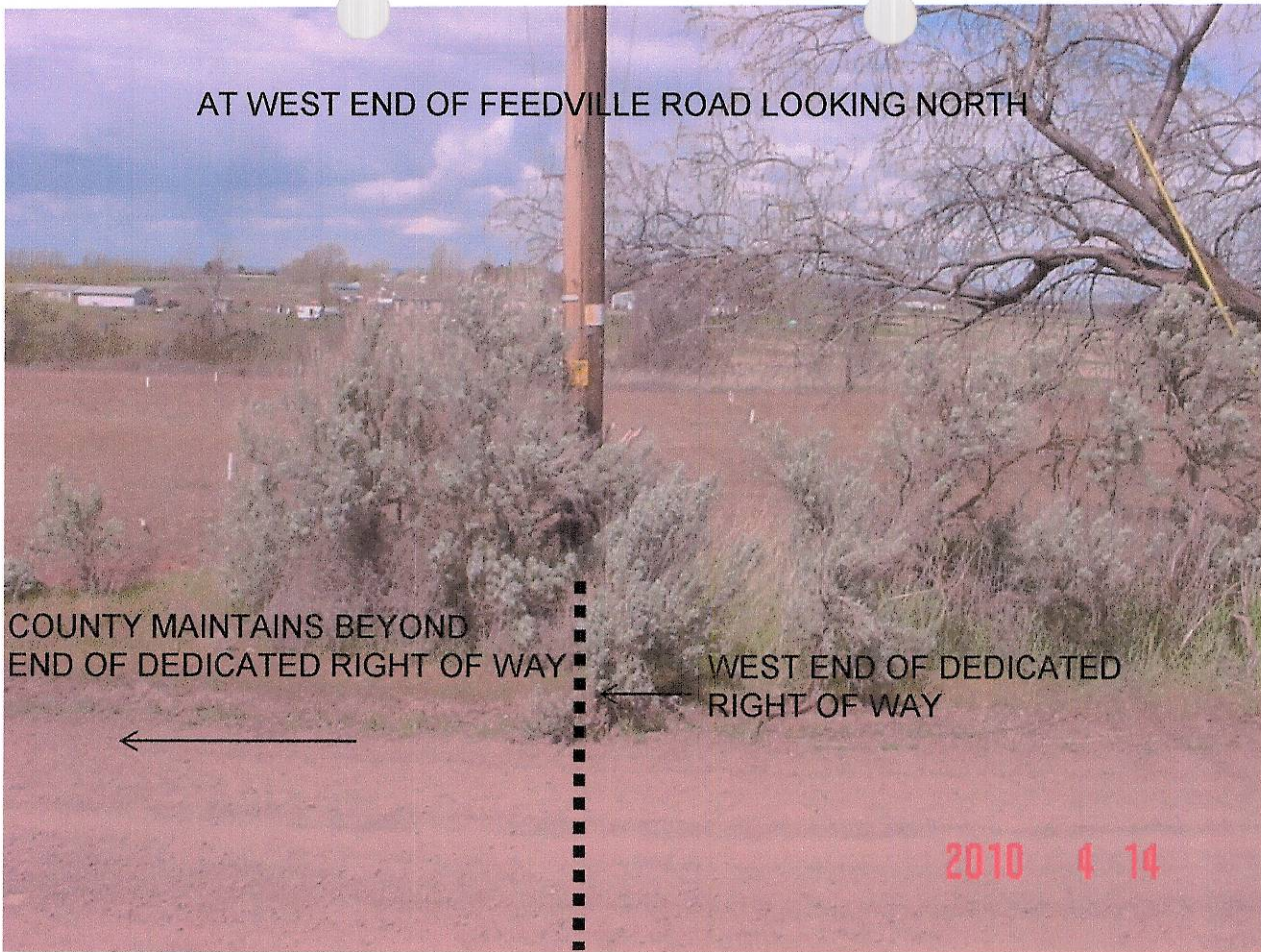 AT WEST END OF FEEDVILLE ROAD LOOKING NORTH
COUNTY MAINTAINS BEYOND
END OF DEDICATED RIGHT OF WAY
WEST END OF DEDICATED
RIGHT OF WAY
2010 4 14